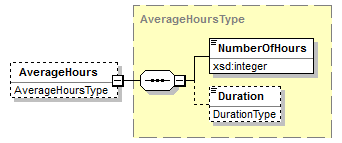 AverageHoursType
NumberOfHours
xsd:integer
AverageHours
AverageHoursType
Duration
DurationType